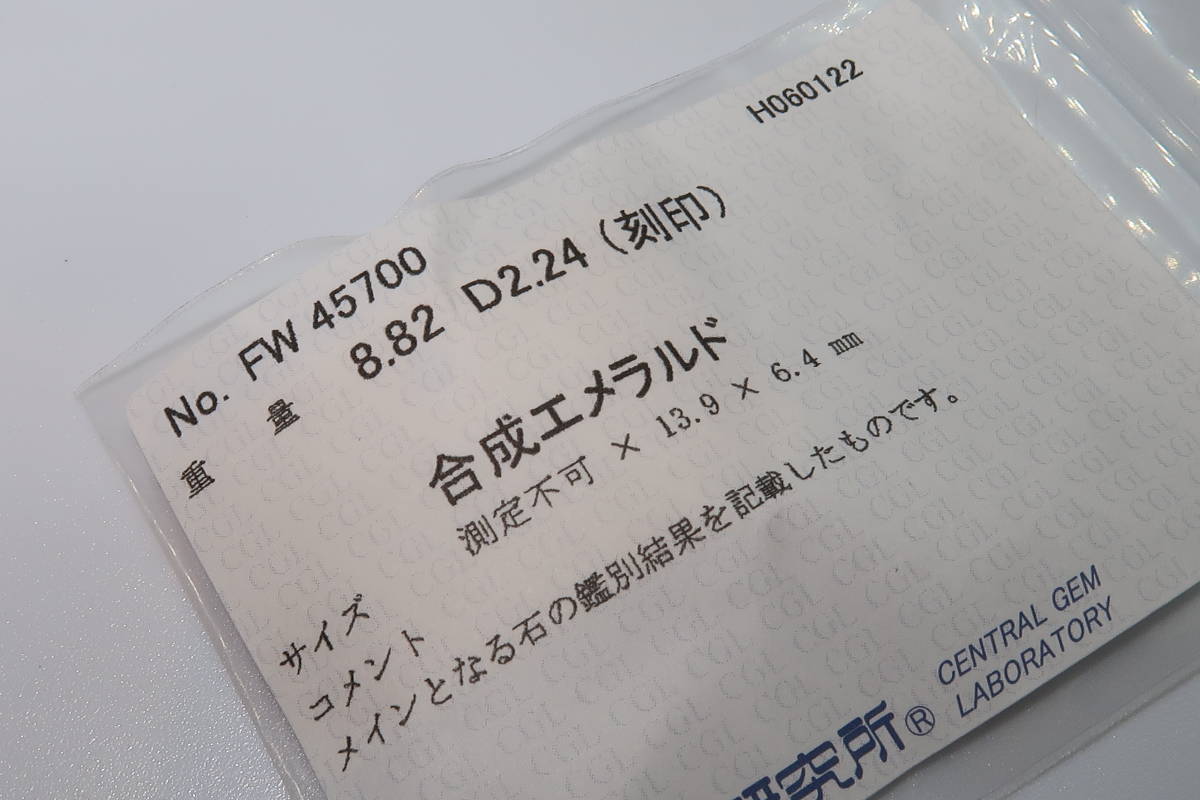 H060122
No. FW 45700
重 量 8.82 D2.24 (刻印)
合成エメラルド
サイズ 測定不可 × 13.9 × 6.4 mm
コメント
メインとなる石の鑑別結果を記載したものです。
研究所®
CENTRAL GEM
LABORATORY